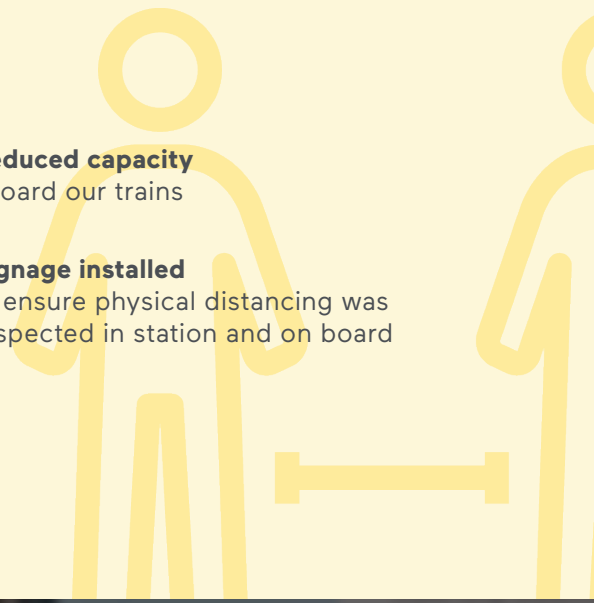 educed capacity
oard our trains
gnage installed
ensure physical distancing was
spected in station and on board